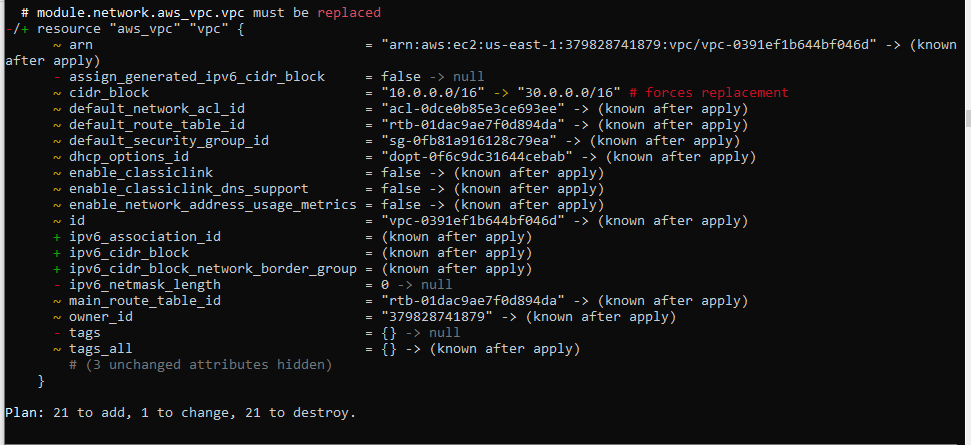 # module.network.aws_vpc.vpc must be replaced
-/+ resource "aws_vpc" "vpc" {
~ arn = "arn:aws:ec2:us-east-1:379828741879:vpc/vpc-0391ef1b644bf046d" -> (known
after apply)
- assign_generated_ipv6_cidr_block = false -> null
~ cidr_block = "10.0.0.0/16" -> "30.0.0.0/16" # forces replacement
~ default_network_acl_id = "acl-0dce0b85e3ce693ee" -> (known after apply)
~ default_route_table_id = "rtb-01dac9ae7f0d894da" -> (known after apply)
~ default_security_group_id = "sg-0fb81a916128c79ea" -> (known after apply)
~ dhcp_options_id = "dopt-0f6c9dc31644cebab" -> (known after apply)
~ enable_classiclink = false -> (known after apply)
~ enable_classiclink_dns_support = false -> (known after apply)
~ enable_network_address_usage_metrics = false -> (known after apply)
~ id = "vpc-0391ef1b644bf046d" -> (known after apply)
+ ipv6_association_id = (known after apply)
+ ipv6_cidr_block = (known after apply)
+ ipv6_cidr_block_network_border_group = (known after apply)
- ipv6_netmask_length = 0 -> null
~ main_route_table_id = "rtb-01dac9ae7f0d894da" -> (known after apply)
~ owner_id = "379828741879" -> (known after apply)
- tags = {} -> null
~ tags_all = {} -> (known after apply)
# (3 unchanged attributes hidden)
}
Plan: 21 to add, 1 to change, 21 to destroy.